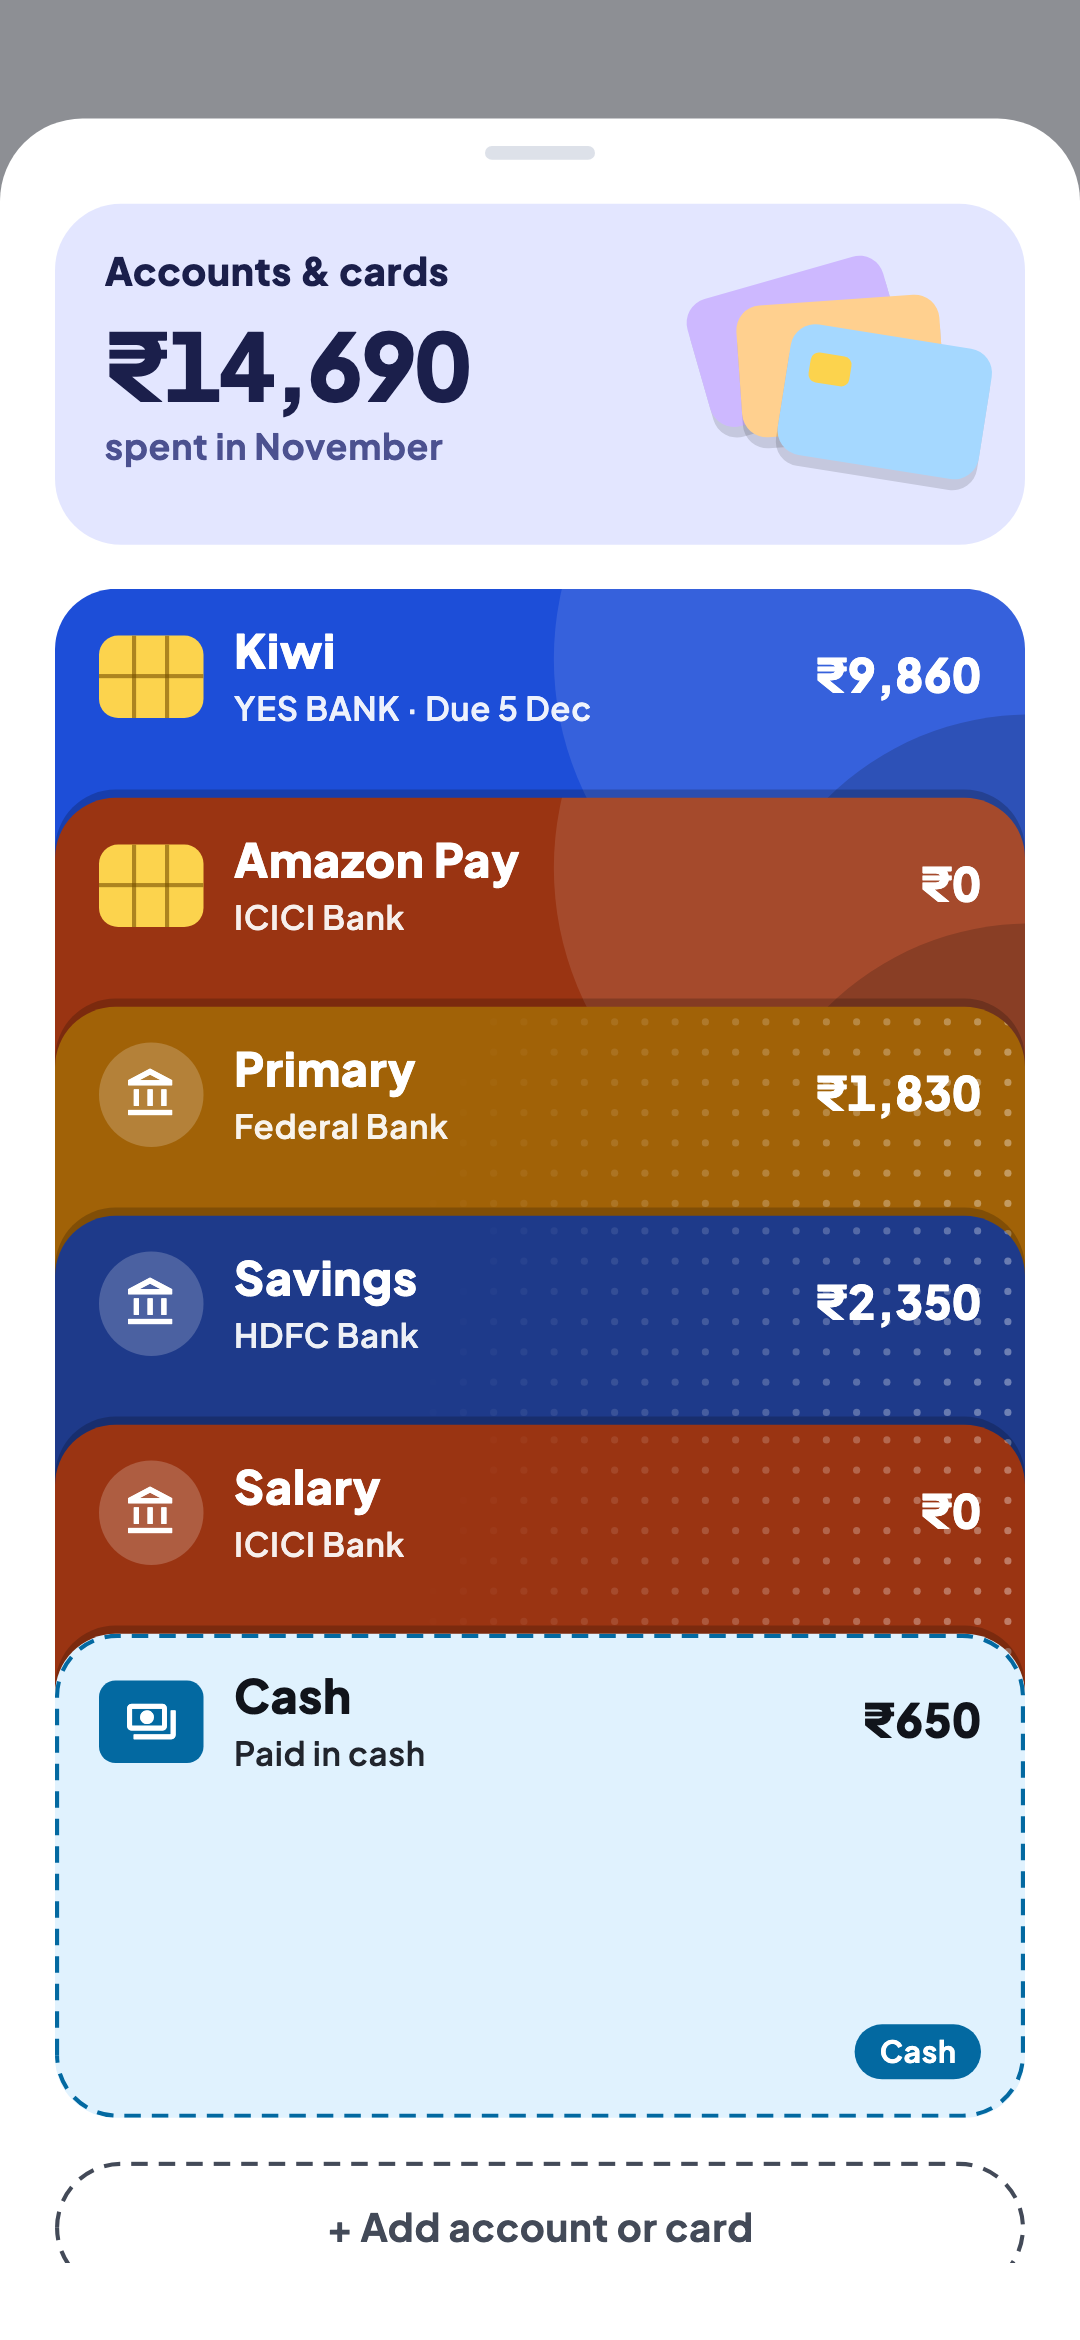 Accounts & cards
₹14,690
spent in November
Kiwi
YES BANK · Due 5 Dec
₹9,860
Amazon Pay
ICICI Bank
₹0
Primary
Federal Bank
₹1,830
Savings
HDFC Bank
₹2,350
Salary
ICICI Bank
₹0
Cash
Paid in cash
₹650
Cash
+ Add account or card